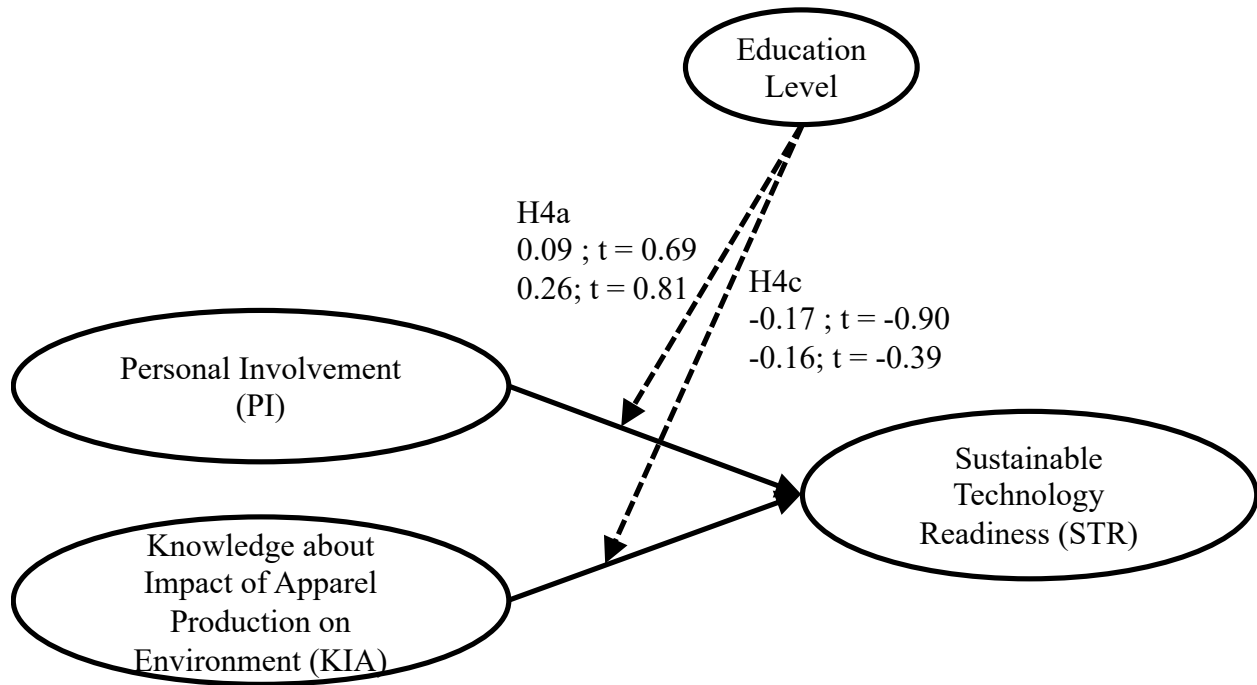 Education
Level
H4a
0.09 ; t = 0.69
0.26; t = 0.81
H4c
-0.17 ; t = -0.90
-0.16; t = -0.39
Personal Involvement
(PI)
Sustainable
Technology
Readiness (STR)
Knowledge about
Impact of Apparel
Production on
Environment (KIA)